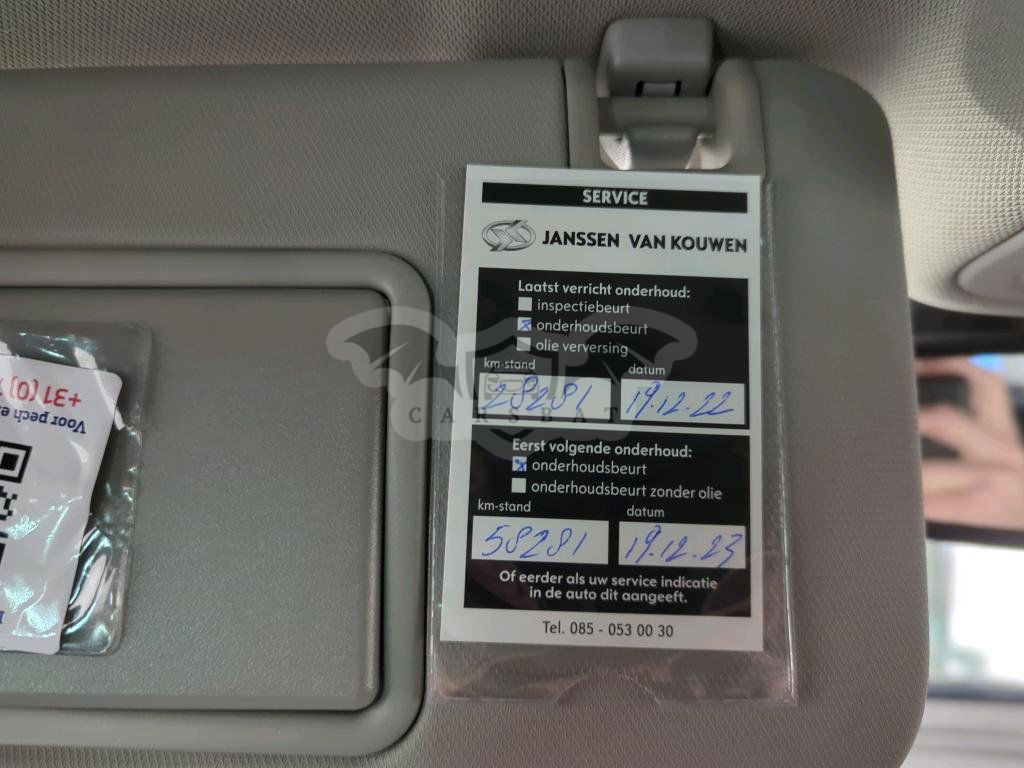 SERVICE
JANSSEN VAN KOUWEN
Laatst verricht onderhoud:
inspectiebeurt
onderhoudsbeurt
olie verversing
km-stand datum
28281 19.12.22
CARSBAT
Eerst volgende onderhoud:
onderhoudsbeurt
onderhoudsbeurt zonder olie
km-stand datum
58281 19.12.23
Of eerder als uw service indicatie
in de auto dit aangeeft.
Tel. 085 - 053 00 30
Voor pech e
+31 (0)